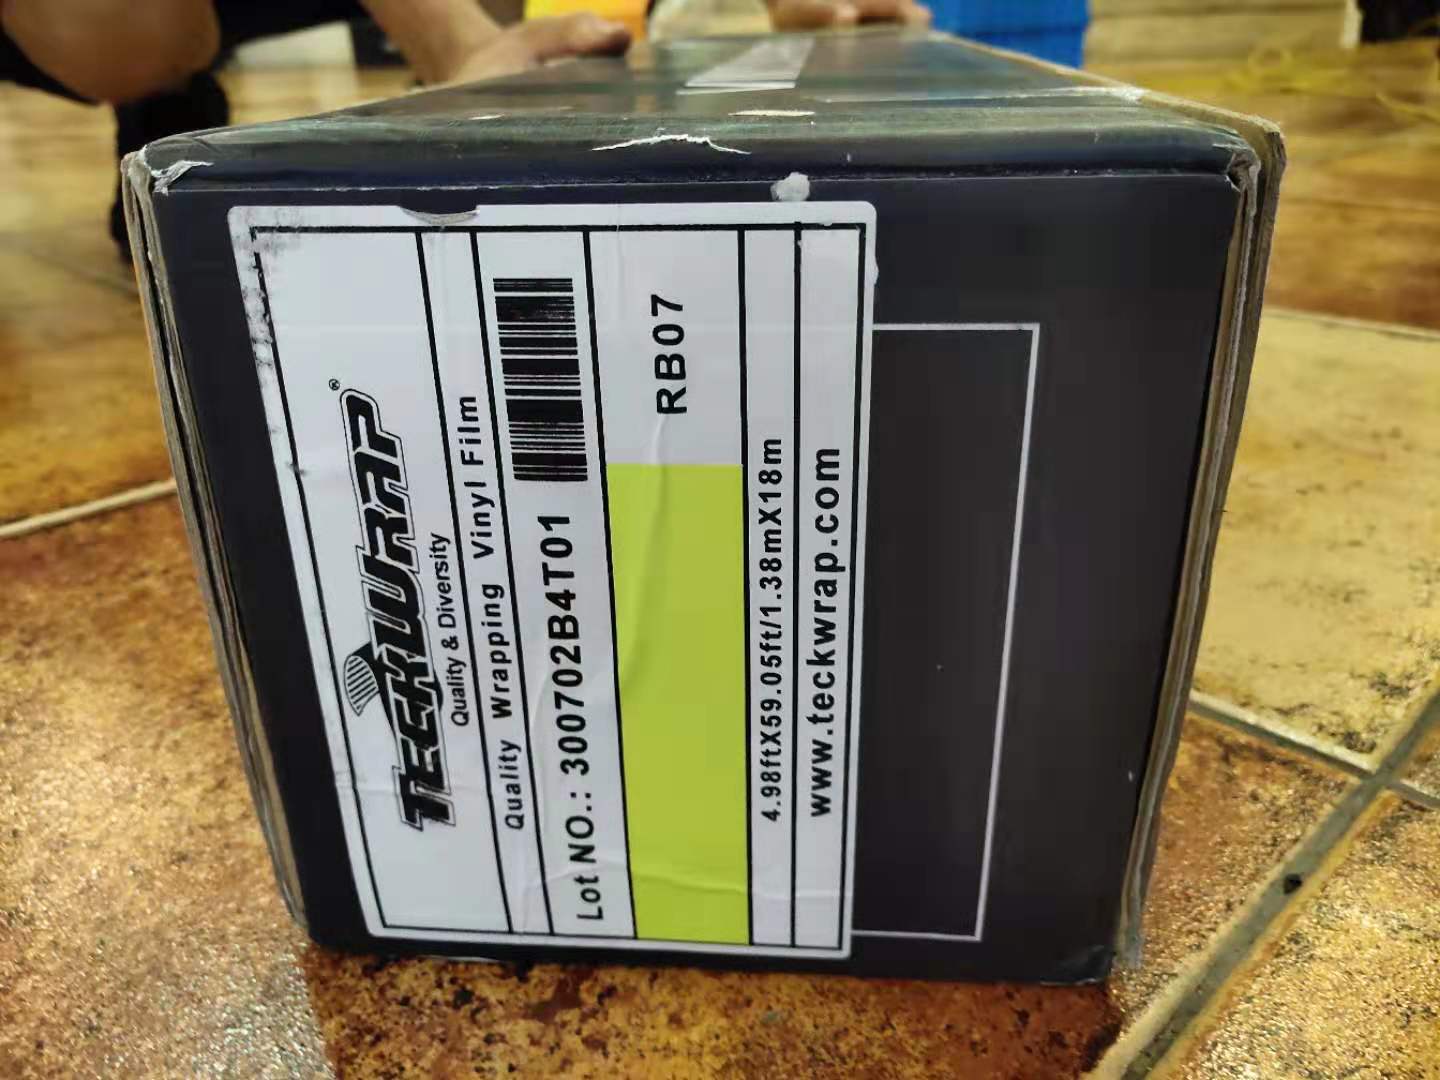 TECKWRAP®
Quality & Diversity
Quality Wrapping Vinyl Film
Lot NO.: 300702B4T01
RB07
4.98ftX59.05ft/1.38mX18m
www.teckwrap.com